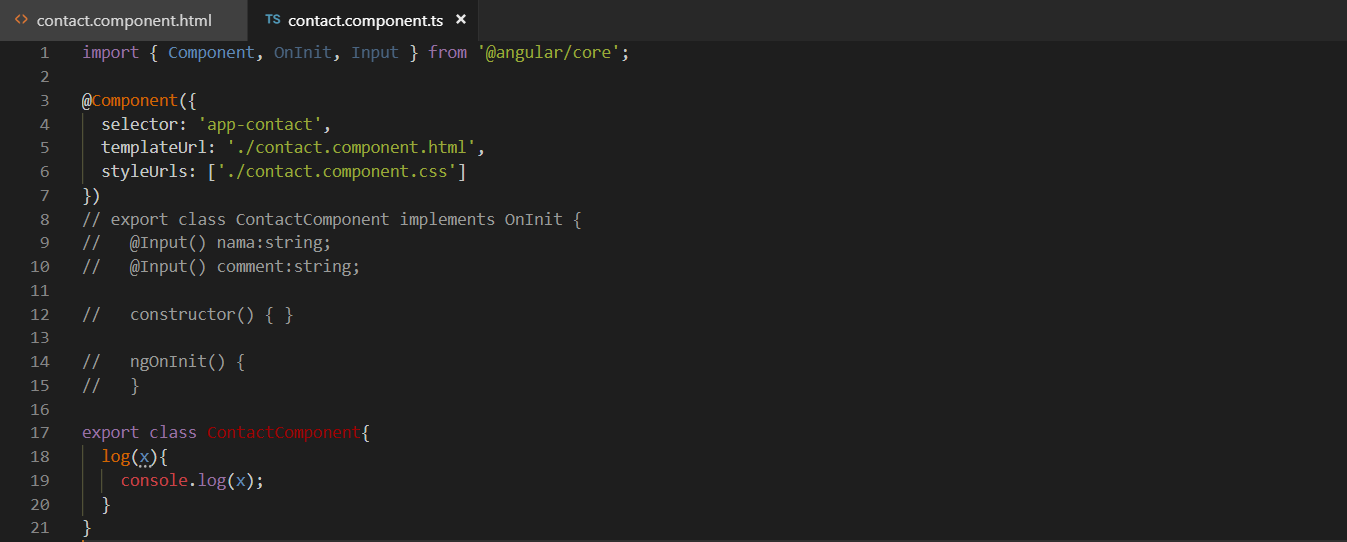 <> contact.component.html TS contact.component.ts ×
1 import { Component, OnInit, Input } from '@angular/core';
2
3 @Component({
4   selector: 'app-contact',
5   templateUrl: './contact.component.html',
6   styleUrls: ['./contact.component.css']
7 })
8 // export class ContactComponent implements OnInit {
9 //   @Input() nama:string;
10 //   @Input() comment:string;
11
12 //   constructor() { }
13
14 //   ngOnInit() {
15 //   }
16
17 export class ContactComponent{
18   log(x){
19     console.log(x);
20   }
21 }